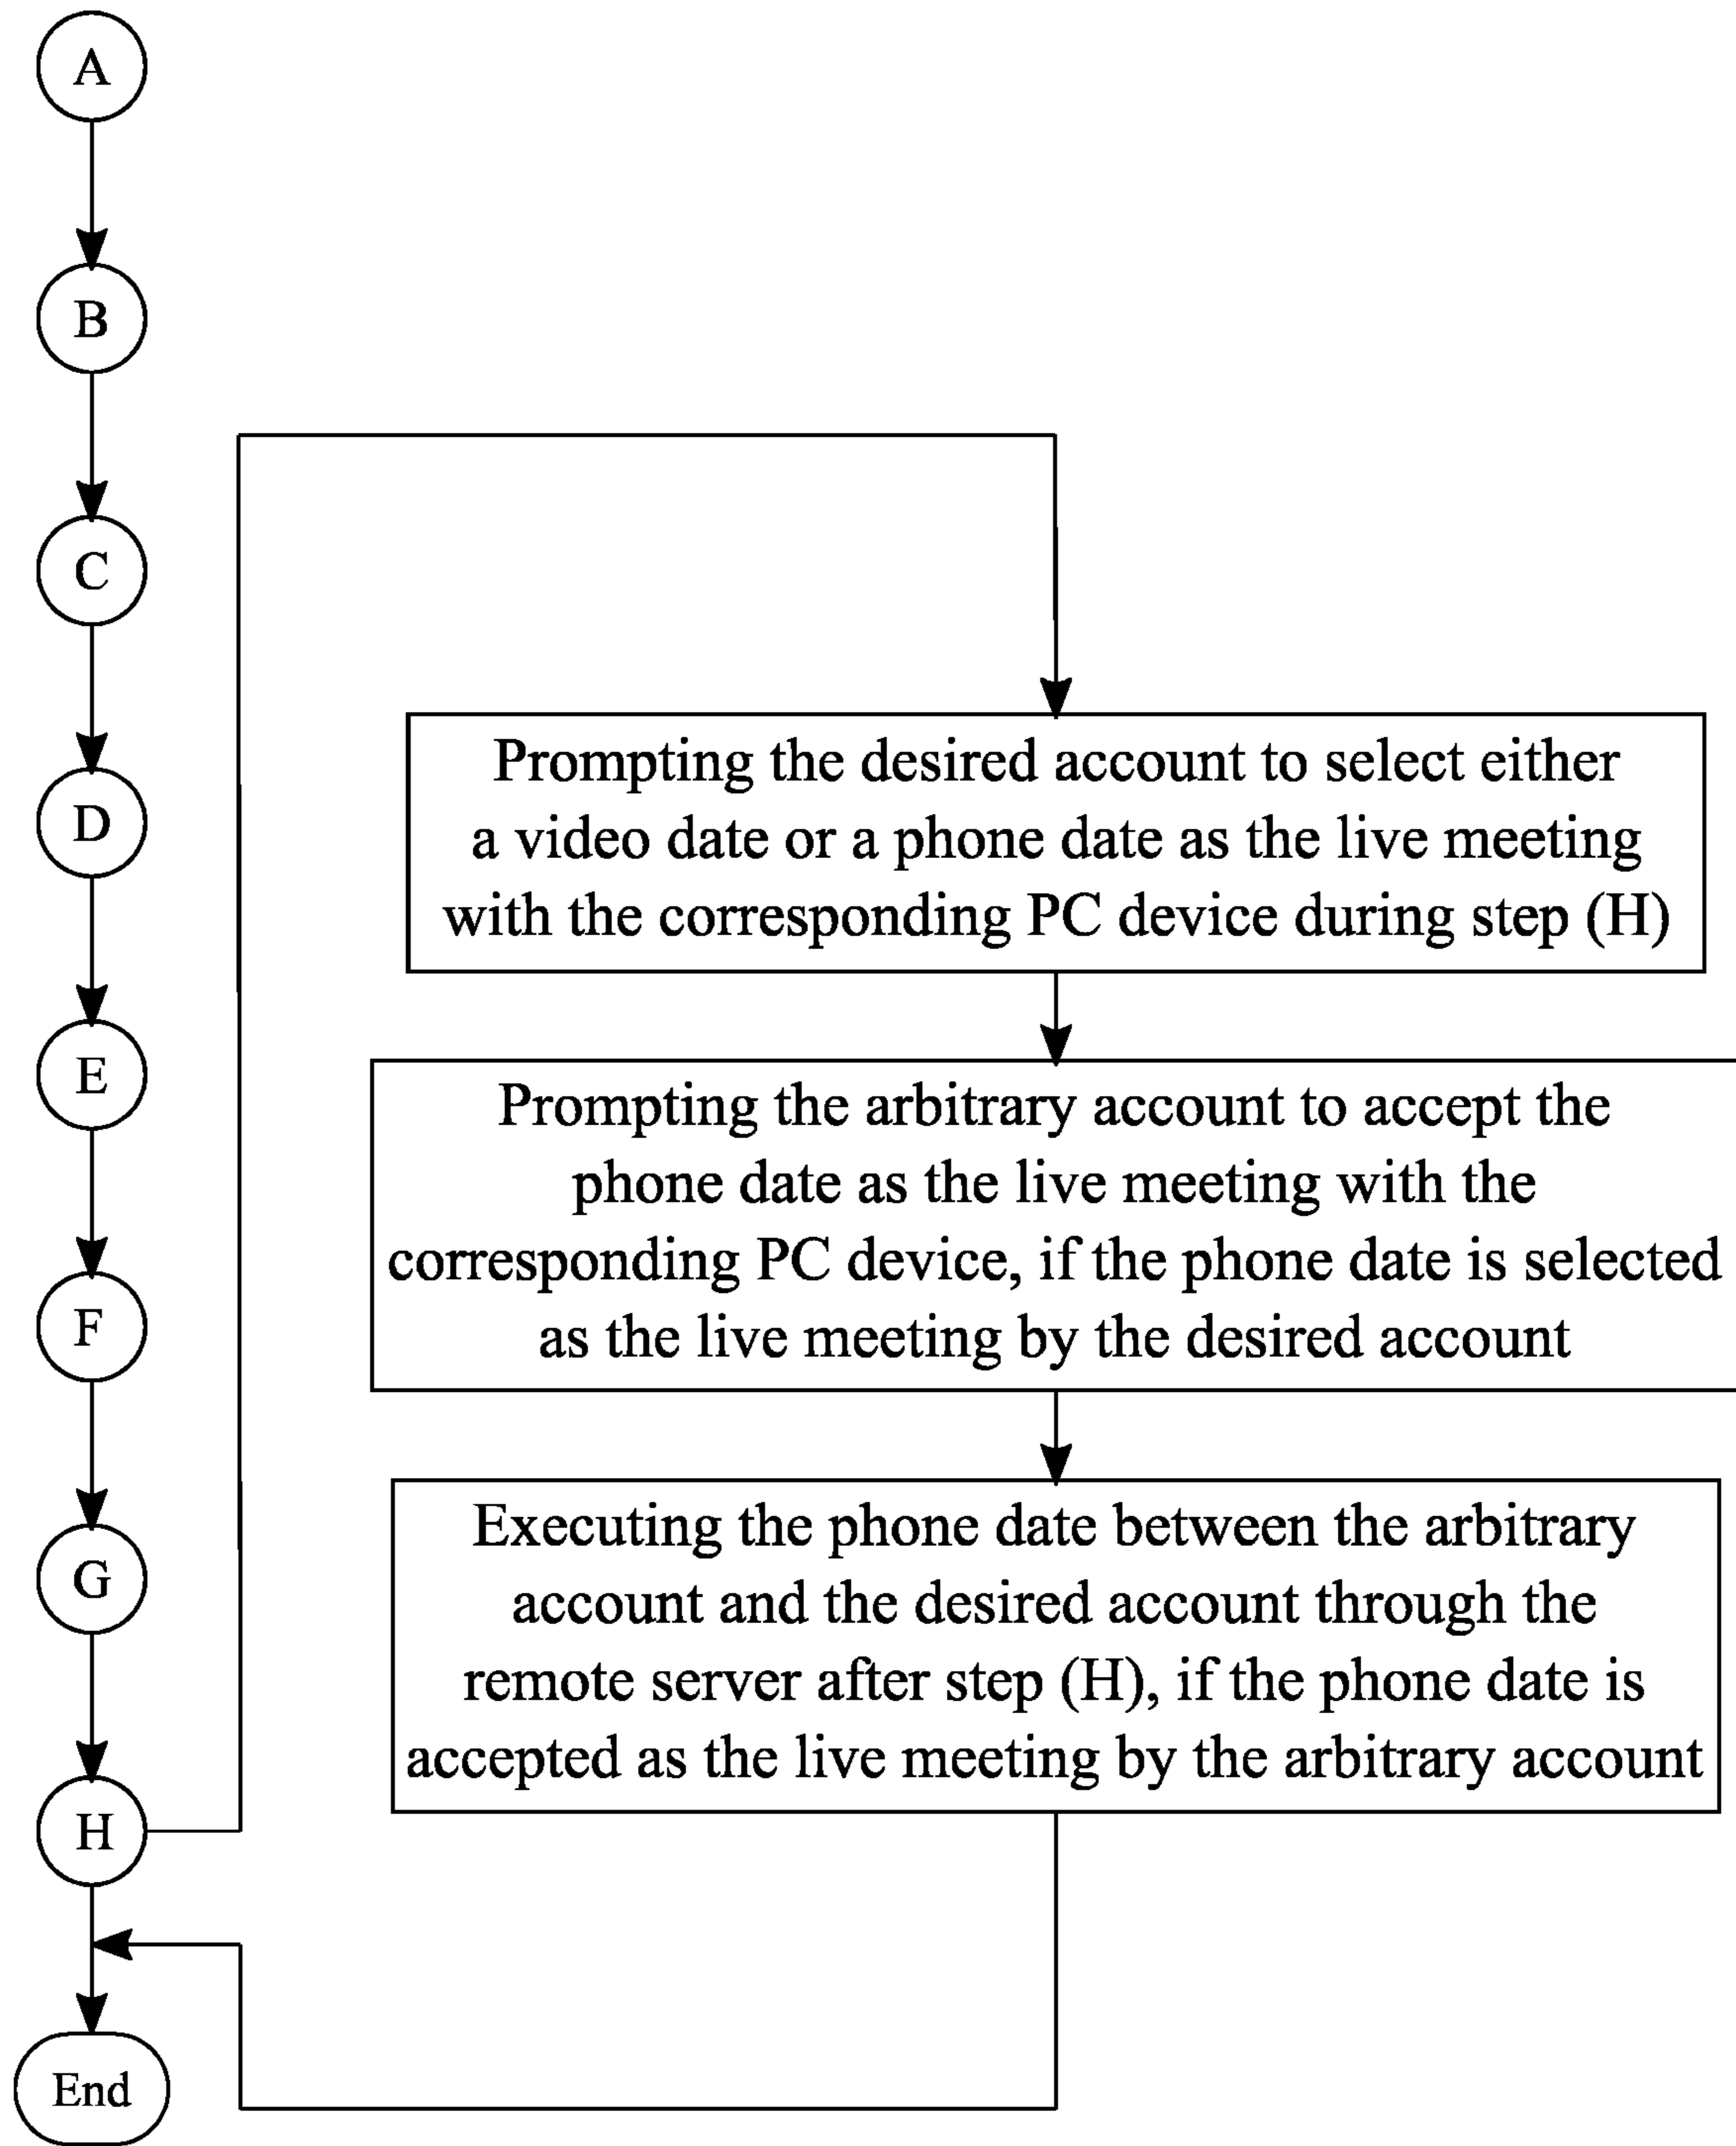 A
B
C
D
E
F
G
H
End
Prompting the desired account to select either
a video date or a phone date as the live meeting
with the corresponding PC device during step (H)
Prompting the arbitrary account to accept the
phone date as the live meeting with the
corresponding PC device, if the phone date is selected
as the live meeting by the desired account
Executing the phone date between the arbitrary
account and the desired account through the
remote server after step (H), if the phone date is
accepted as the live meeting by the arbitrary account